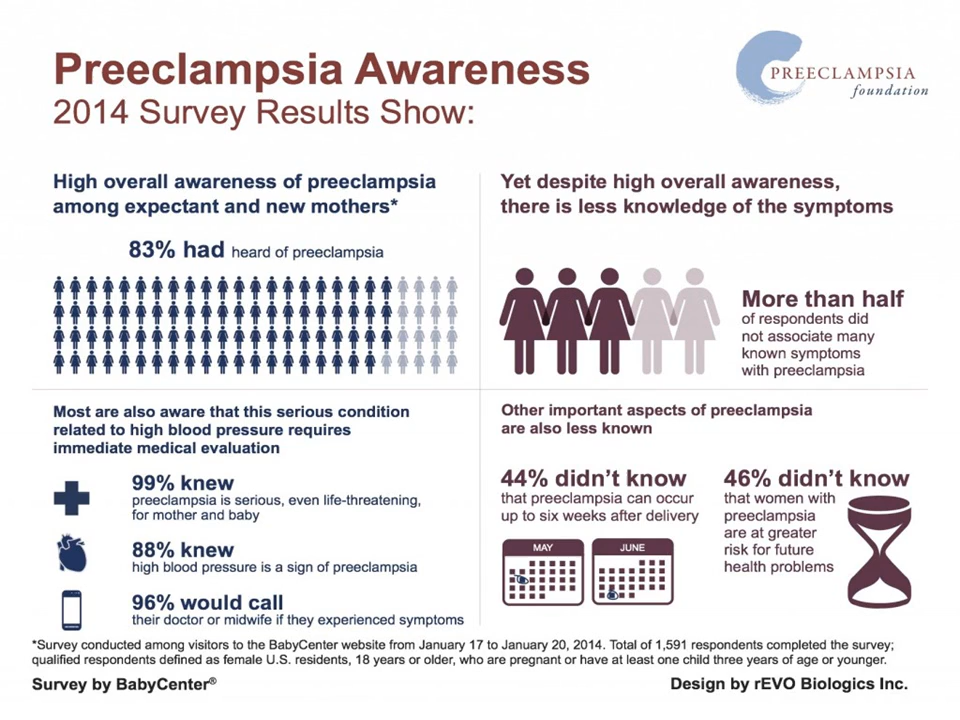 Preeclampsia Awareness
2014 Survey Results Show:
PREECLAMPSIA
foundation
High overall awareness of preeclampsia
among expectant and new mothers*
83% had heard of preeclampsia
Yet despite high overall awareness,
there is less knowledge of the symptoms
More than half
of respondents did
not associate many
known symptoms
with preeclampsia
Most are also aware that this serious condition
related to high blood pressure requires
immediate medical evaluation
99% knew
preeclampsia is serious, even life-threatening,
for mother and baby
88% knew
high blood pressure is a sign of preeclampsia
96% would call
their doctor or midwife if they experienced symptoms
Other important aspects of preeclampsia
are also less known
44% didn't know
that preeclampsia can occur
up to six weeks after delivery
MAY
JUNE
46% didn't know
that women with
preeclampsia
are at greater
risk for future
health problems
*Survey conducted among visitors to the BabyCenter website from January 17 to January 20, 2014. Total of 1,591 respondents completed the survey;
qualified respondents defined as female U.S. residents, 18 years or older, who are pregnant or have at least one child three years of age or younger.
Survey by BabyCenter®
Design by rEVO Biologics Inc.